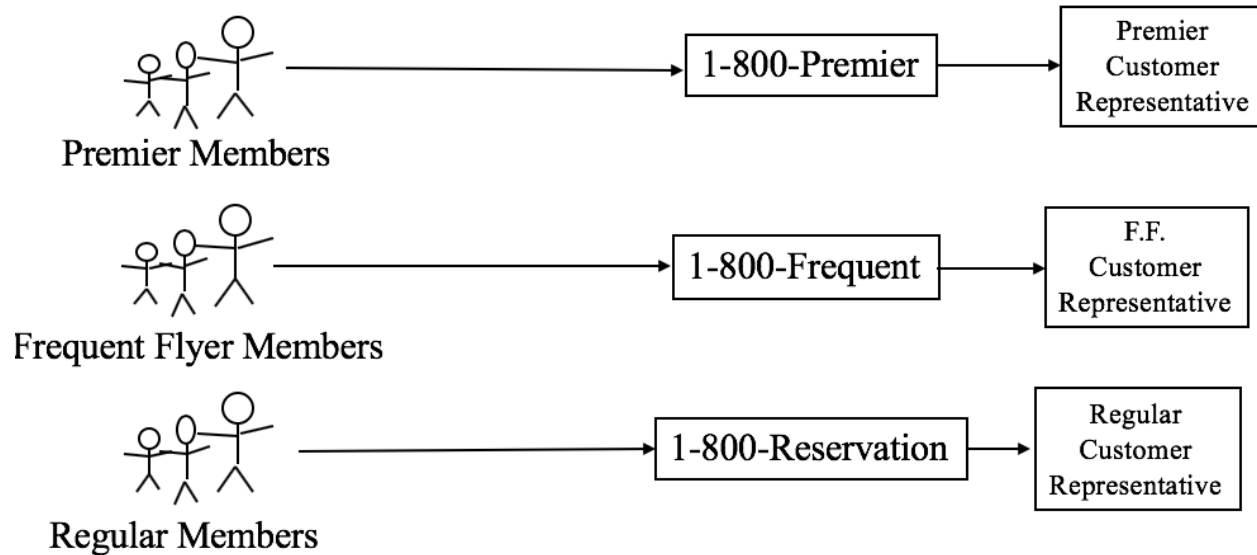 1-800-Premier
Premier
Customer
Representative
Premier Members
1-800-Frequent
F.F.
Customer
Representative
Frequent Flyer Members
1-800-Reservation
Regular
Customer
Representative
Regular Members